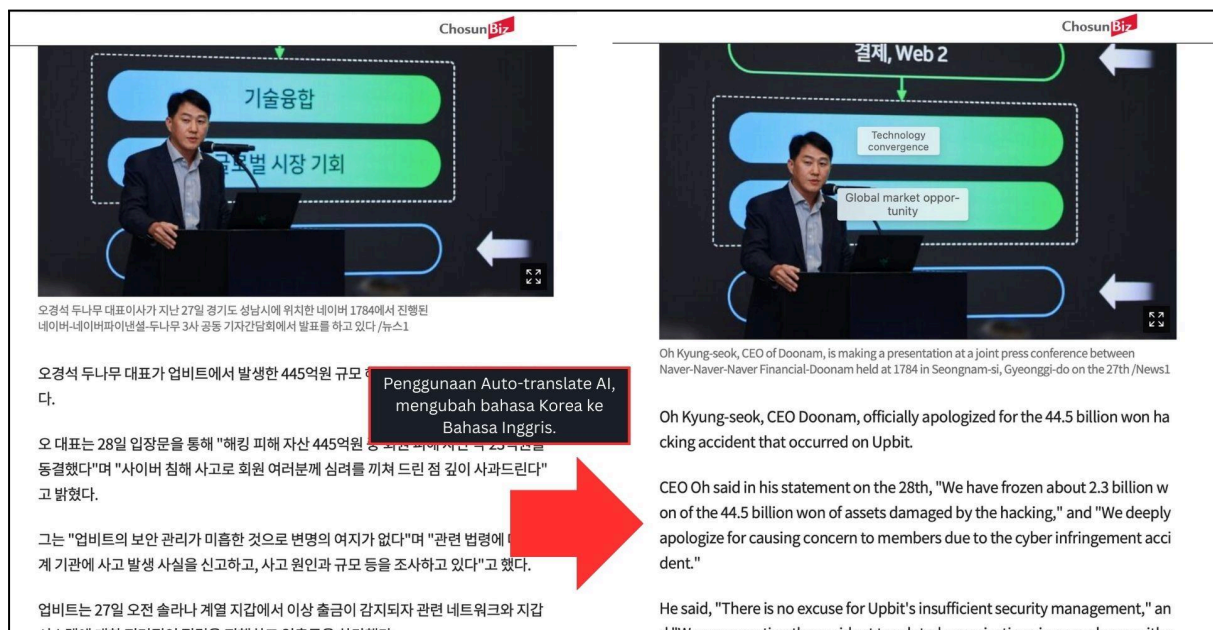 ChosunBiz
기술융합
글로벌 시장 기회
오경석 두나무 대표이사가 지난 27일 경기도 성남시에 위치한 네이버 1784에서 진행된
네이버-네이버파이낸셜-두나무 3사 공동 기자간담회에서 발표를 하고 있다 /뉴스1
오경석 두나무 대표가 업비트에서 발생한 445억원 규모
다.
오 대표는 28일 입장문을 통해 "해킹 피해 자산 445억원 중 회원 피해 자산 약 23억원을
동결했다"며 "사이버 침해 사고로 회원 여러분께 심려를 끼쳐 드린 점 깊이 사과드린다"
고 밝혔다.
그는 "업비트의 보안 관리가 미흡한 것으로 변명의 여지가 없다"며 "관련 법령에
계 기관에 사고 발생 사실을 신고하고, 사고 원인과 규모 등을 조사하고 있다"고 했다.
업비트는 27일 오전 솔라나 계열 지갑에서 이상 출금이 감지되자 관련 네트워크와 지갑
Penggunaan Auto-translate AI,
mengubah bahasa Korea ke
Bahasa Inggris.
ChosunBiz
결제, Web 2
Technology
convergence
Global market oppor-
tunity
Oh Kyung-seok, CEO of Doonam, is making a presentation at a joint press conference between
Naver-Naver-Naver Financial-Doonam held at 1784 in Seongnam-si, Gyeonggi-do on the 27th /News1
Oh Kyung-seok, CEO Doonam, officially apologized for the 44.5 billion won ha
cking accident that occurred on Upbit.
CEO Oh said in his statement on the 28th, "We have frozen about 2.3 billion w
on of the 44.5 billion won of assets damaged by the hacking," and "We deeply
apologize for causing concern to members due to the cyber infringement acci
dent."
He said, "There is no excuse for Upbit's insufficient security management," an